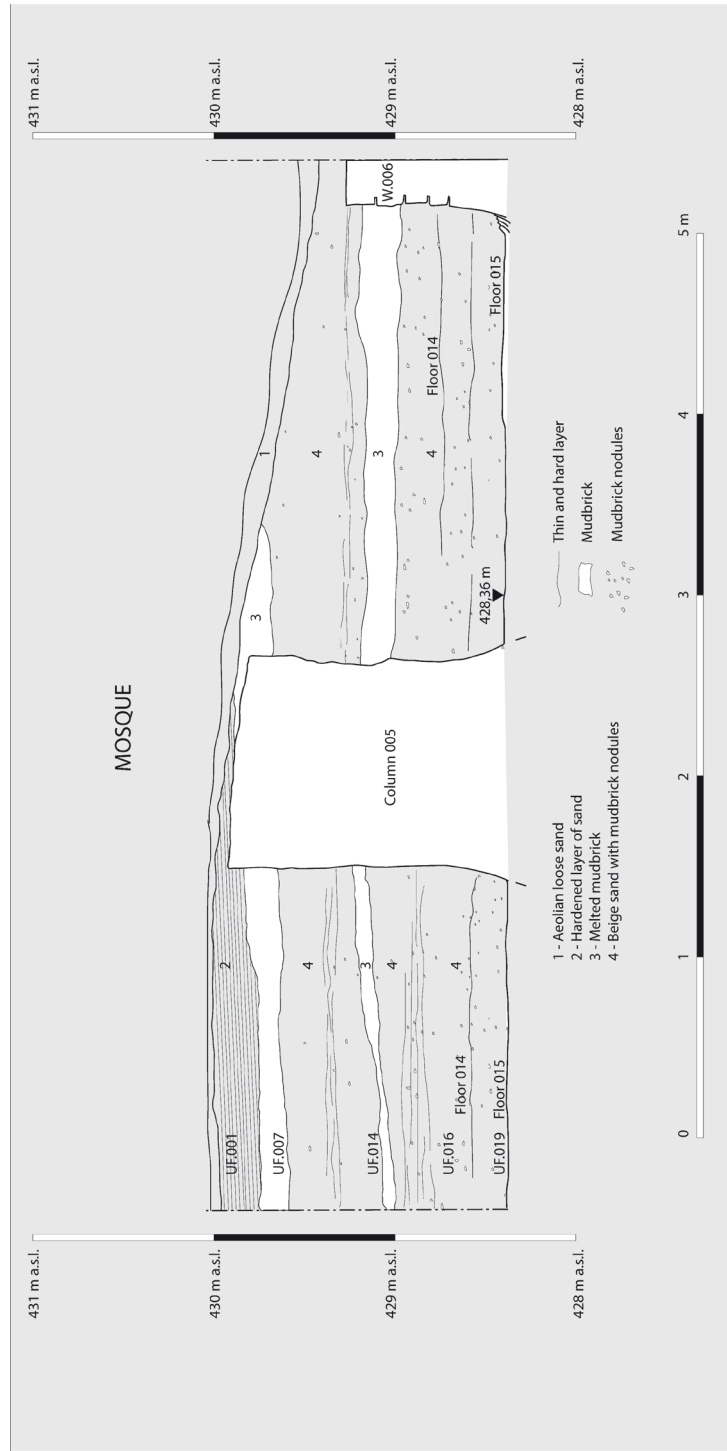 MOSQUE
431 m a.s.l.
430 m a.s.l.
429 m a.s.l.
428 m a.s.l.
431 m a.s.l.
430 m a.s.l.
429 m a.s.l.
428 m a.s.l.
UF.001
2
UF.007
4
UF.014
3
4
UF.016
4
Floor 014
UF.019
Floor 015
Column 005
3
1
4
3
4
Floor 014
Floor 015
W.006
428,36 m
1 - Aeolian loose sand
2 - Hardened layer of sand
3 - Melted mudbrick
4 - Beige sand with mudbrick nodules
Thin and hard layer
Mudbrick
Mudbrick nodules
0
1
2
3
4
5 m